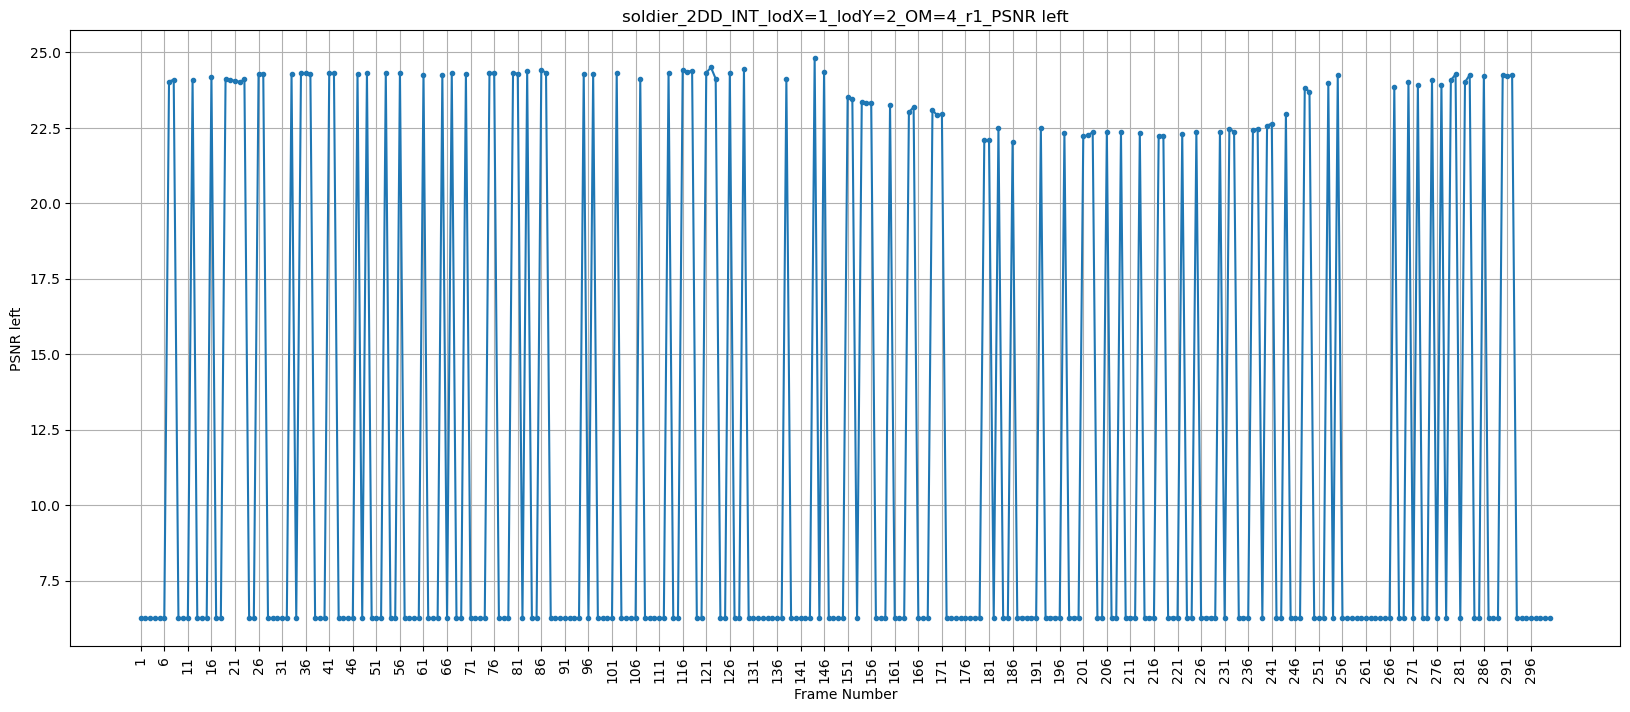 soldier_2DD_INT_lodX=1_lodY=2_OM=4_r1_PSNR left
25.0
22.5
20.0
17.5
15.0
12.5
10.0
7.5
PSNR left
1 6 11 16 21 26 31 36 41 46 51 56 61 66 71 76 81 86 91 96 101 106 111 116 121 126 131 136 141 146 151 156 161 166 171 176 181 186 191 196 201 206 211 216 221 226 231 236 241 246 251 256 261 266 271 276 281 286 291 296
Frame Number